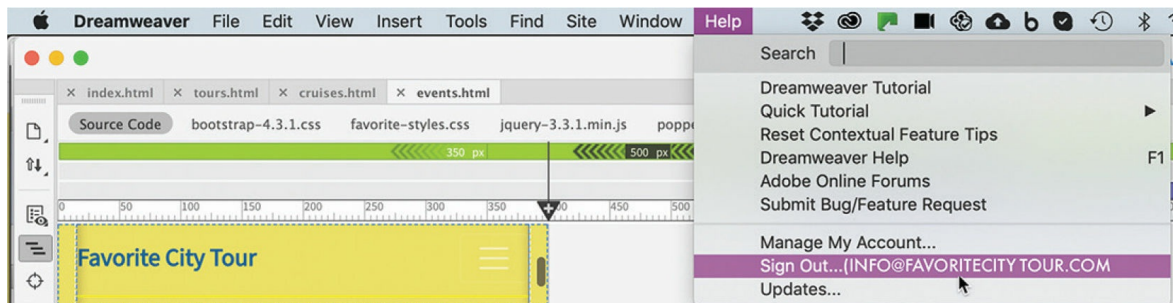 Dreamweaver File Edit View Insert Tools Find Site Window Help
Search
× index.html × tours.html × cruises.html × events.html
Dreamweaver Tutorial
Quick Tutorial
Source Code bootstrap-4.3.1.css favorite-styles.css jquery-3.3.1.min.js poppe
Reset Contextual Feature Tips
350 px 500 px
Dreamweaver Help F1
Adobe Online Forums
Submit Bug/Feature Request
0 50 100 150 200 250 300 350 450 500
Manage My Account...
Favorite City Tour
Sign Out...(INFO@FAVORITECITY TOUR.COM
Updates...